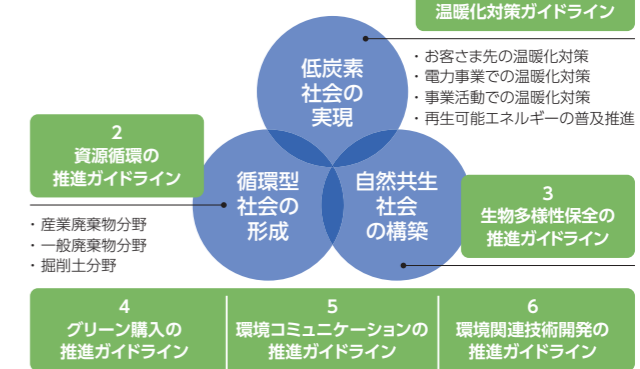 温暖化対策ガイドライン
・お客さま先の温暖化対策
・電力事業での温暖化対策
・事業活動での温暖化対策
・再生可能エネルギーの普及推進
低炭素
社会の
実現
2
資源循環の
推進ガイドライン
・産業廃棄物分野
・一般廃棄物分野
・掘削土分野
循環型
社会の
形成
自然共生
社会
の構築
3
生物多様性保全の
推進ガイドライン
4
グリーン購入の
推進ガイドライン
5
環境コミュニケーションの
推進ガイドライン
6
環境関連技術開発の
推進ガイドライン